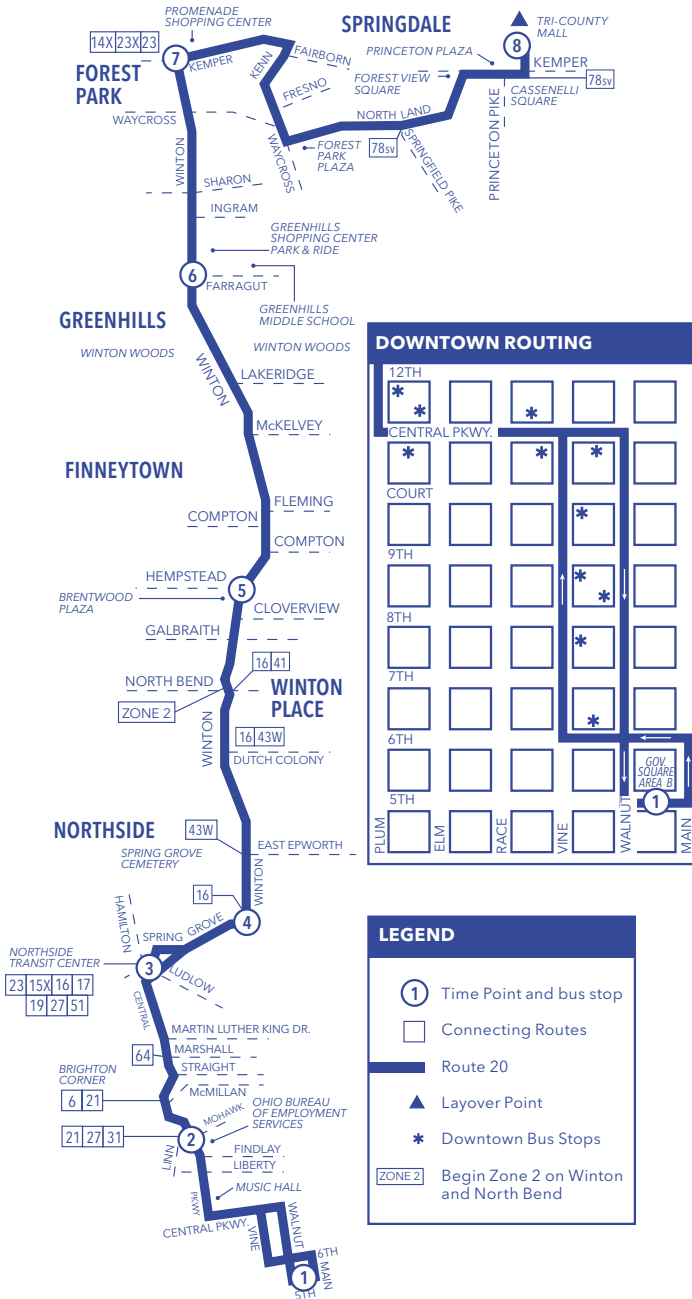 PROMENADE
SHOPPING CENTER
14X 23X 23
7
KEMPER
FOREST
PARK
KENN
FAIRBORN
FRESNO
SPRINGDALE
TRI-COUNTY
MALL
PRINCETON PLAZA
8
KEMPER
FOREST VIEW
SQUARE
CASSENELLI
SQUARE
78SV
NORTH LAND
PRINCETON PIKE
WAYCROSS
WAYCROSS
FOREST
PARK
PLAZA
78SV
SPRINGFIELD PIKE
WINTON
SHARON
INGRAM
GREENHILLS
SHOPPING CENTER
PARK & RIDE
6
FARRAGUT
GREENHILLS
MIDDLE SCHOOL
GREENHILLS
WINTON WOODS
WINTON WOODS
WINTON
LAKERIDGE
McKELVEY
FINNEYTOWN
FLEMING
COMPTON
COMPTON
HEMPSTEAD
5
BRENTWOOD
PLAZA
CLOVERVIEW
GALBRAITH
16 41
NORTH BEND
WINTON
PLACE
ZONE 2
WINTON
16 43W
DUTCH COLONY
NORTHSIDE
43W
EAST EPWORTH
SPRING GROVE
CEMETERY
WINTON
16
HAMILTON
SPRING GROVE
4
NORTHSIDE
TRANSIT CENTER
3
LUDLOW
23 15X 16 17
19 27 51
CENTRAL
MARTIN LUTHER KING DR.
64
MARSHALL
STRAIGHT
BRIGHTON
CORNER
McMILLAN
6 21
MOHAWK
OHIO BUREAU
OF EMPLOYMENT
SERVICES
21 27 31
2
LINN
FINDLAY
LIBERTY
PKWY
MUSIC HALL
CENTRAL PKWY.
VINE
WALNUT
6TH
MAIN
1
5TH
DOWNTOWN ROUTING
12TH
* * *
CENTRAL PKWY.
* * *
COURT
*
9TH
* *
8TH
*
7TH
*
6TH
GOV.
SQUARE
AREA B
5TH
1
PLUM
ELM
RACE
VINE
WALNUT
MAIN
LEGEND
1 Time Point and bus stop
Connecting Routes
Route 20
Layover Point
* Downtown Bus Stops
ZONE 2 Begin Zone 2 on Winton
and North Bend